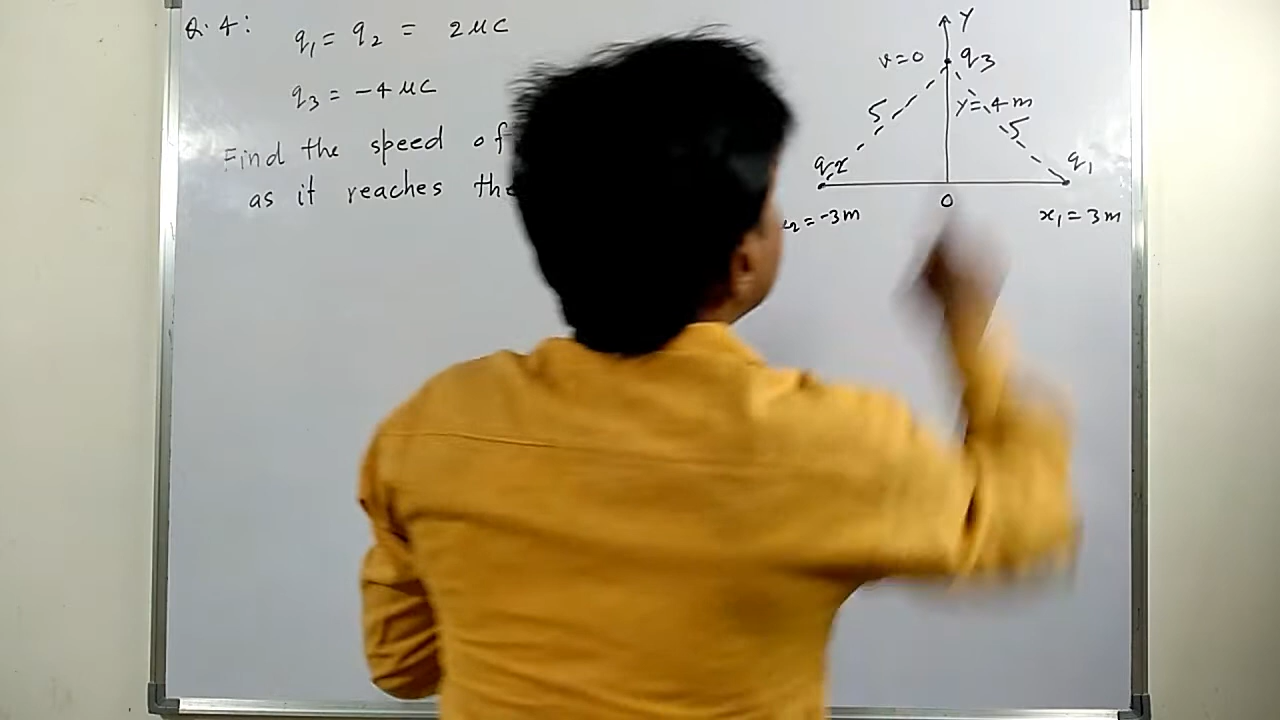 Q.4:
q₁ = q₂ = 2μC
q₃ = -4μC
Find the speed of
as it reaches the
Y
v=0
q₃
5
y=4m
5
q₂
q₁
0
= -3m
x₁ = 3m